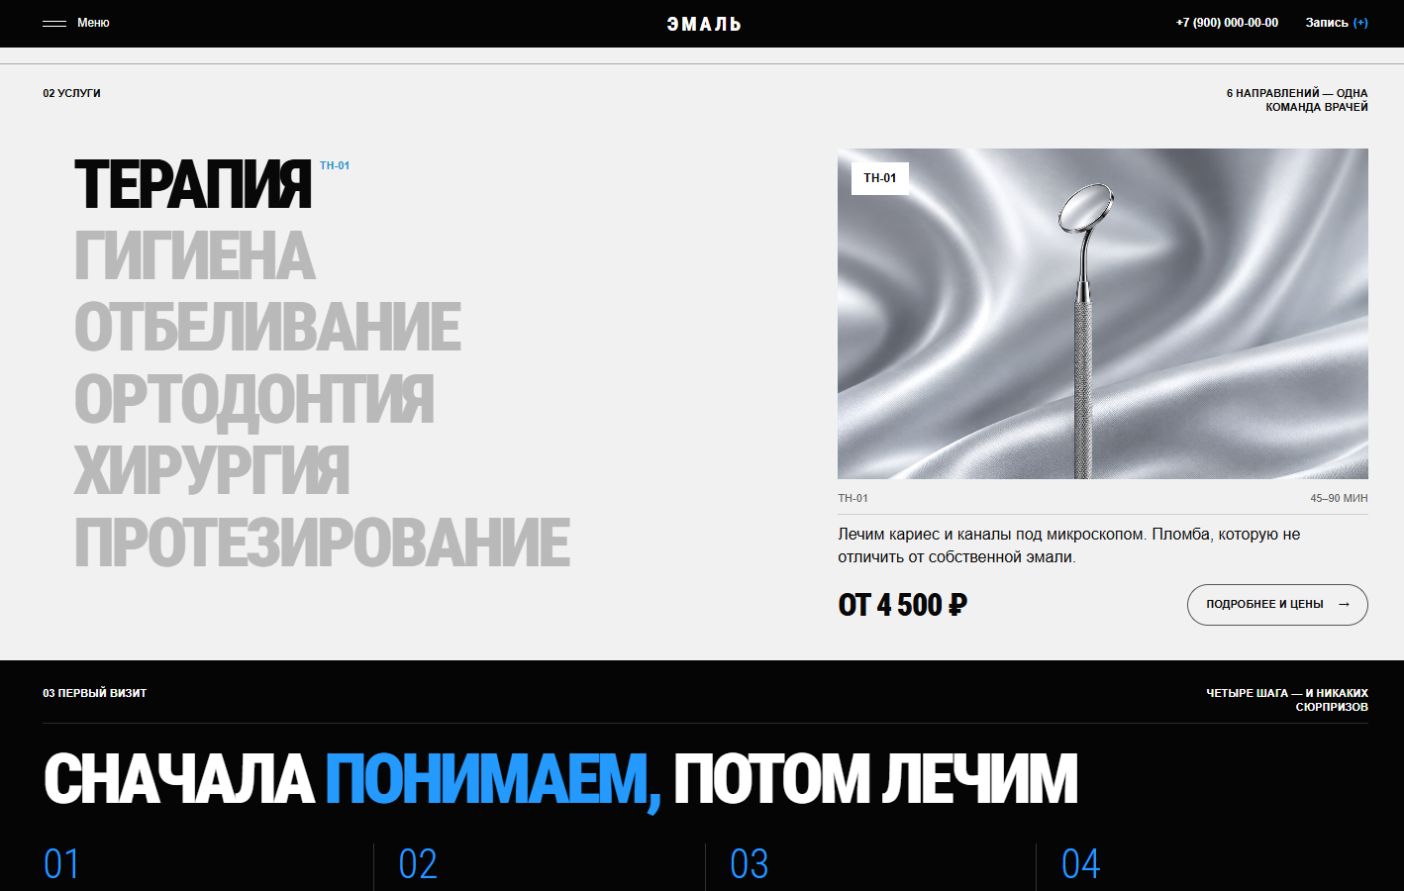 Меню
ЭМАЛЬ
+7 (900) 000-00-00
Запись (+)
02 УСЛУГИ
6 НАПРАВЛЕНИЙ — ОДНА
КОМАНДА ВРАЧЕЙ
ТЕРАПИЯ TH-01
ГИГИЕНА
ОТБЕЛИВАНИЕ
ОРТОДОНТИЯ
ХИРУРГИЯ
ПРОТЕЗИРОВАНИЕ
TH-01
TH-01
45–90 МИН
Лечим кариес и каналы под микроскопом. Пломба, которую не
отличить от собственной эмали.
ОТ 4 500 ₽
ПОДРОБНЕЕ И ЦЕНЫ →
03 ПЕРВЫЙ ВИЗИТ
ЧЕТЫРЕ ШАГА — И НИКАКИХ
СЮРПРИЗОВ
СНАЧАЛА ПОНИМАЕМ, ПОТОМ ЛЕЧИМ
01
02
03
04